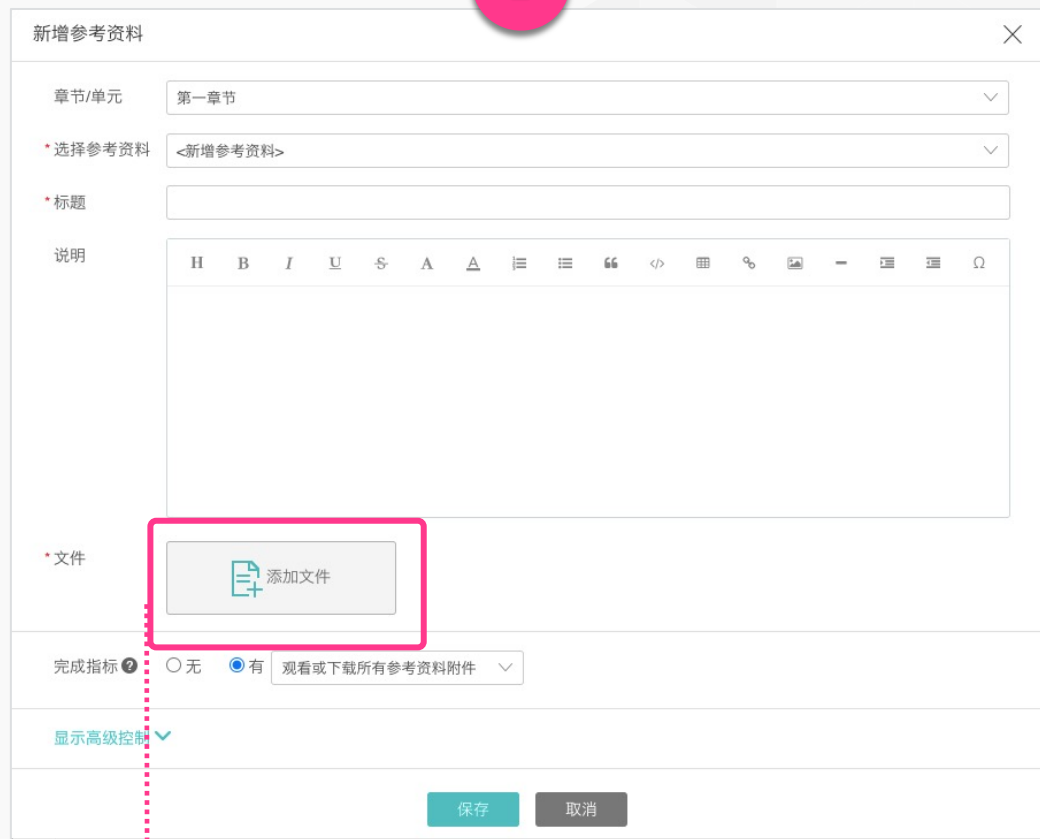 新增参考资料
章节/单元 第一章节
*选择参考资料 <新增参考资料>
*标题
说明
H B I U S A A </> Ω
*文件 添加文件
完成指标 ? 无 有 观看或下载所有参考资料附件
显示高级控制
保存 取消